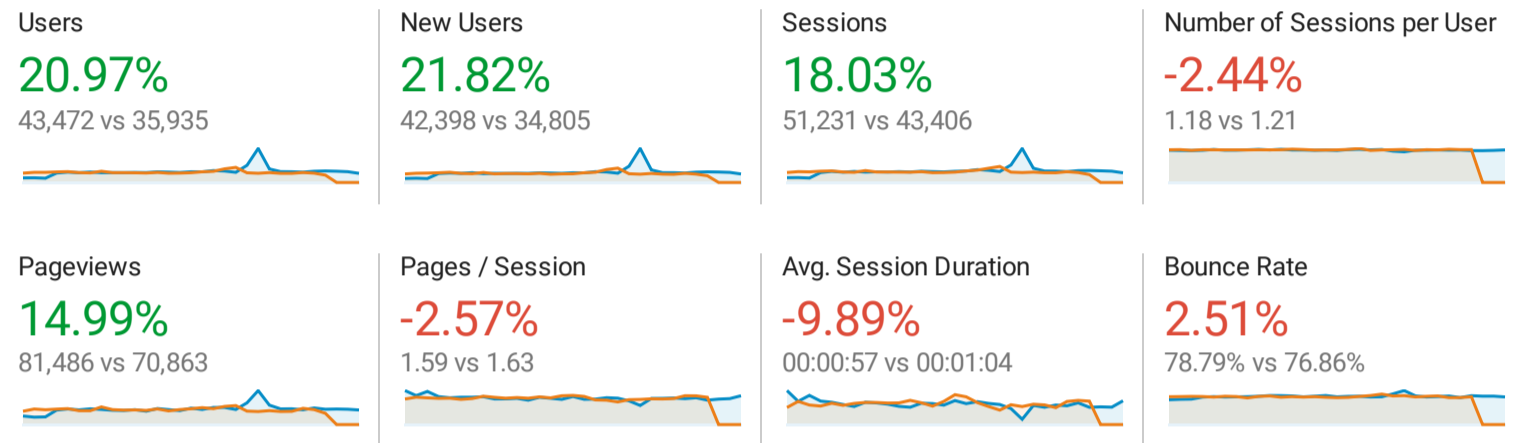 Users
20.97%
43,472 vs 35,935
New Users
21.82%
42,398 vs 34,805
Sessions
18.03%
51,231 vs 43,406
Number of Sessions per User
-2.44%
1.18 vs 1.21
Pageviews
14.99%
81,486 vs 70,863
Pages / Session
-2.57%
1.59 vs 1.63
Avg. Session Duration
-9.89%
00:00:57 vs 00:01:04
Bounce Rate
2.51%
78.79% vs 76.86%